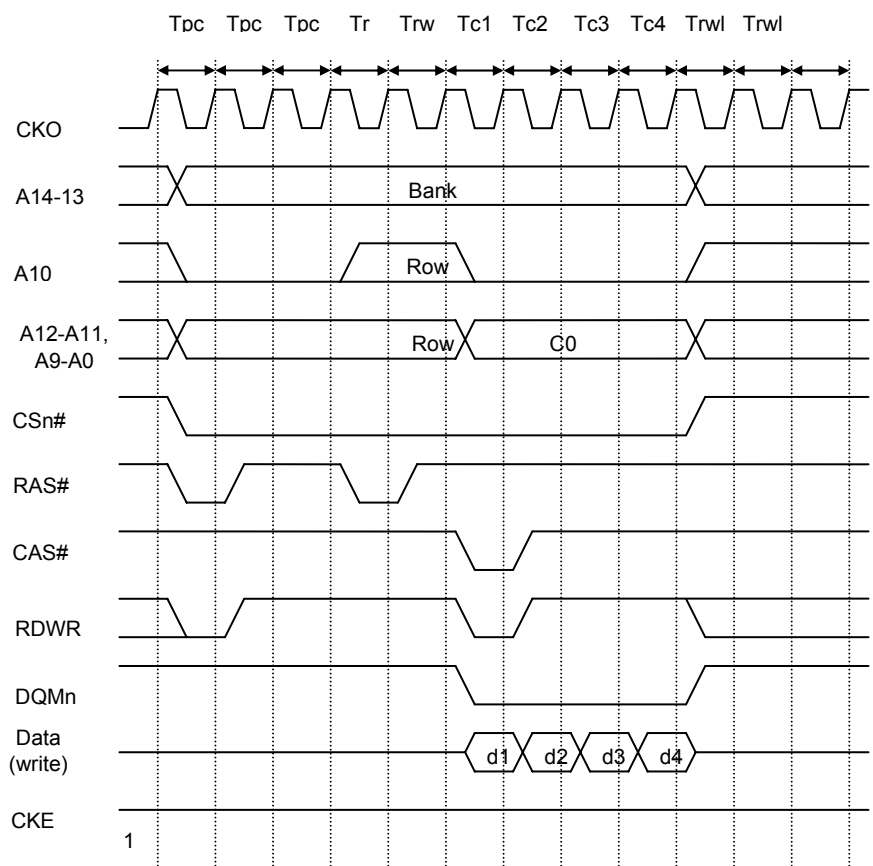 Tpc Tpc Tpc Tr Trw Tc1 Tc2 Tc3 Tc4 Trwl Trwl
CKO
A14-13 Bank
A10 Row
A12-A11,
A9-A0 Row C0
CSn#
RAS#
CAS#
RDWR
DQMn
Data
(write) d1 d2 d3 d4
CKE
1